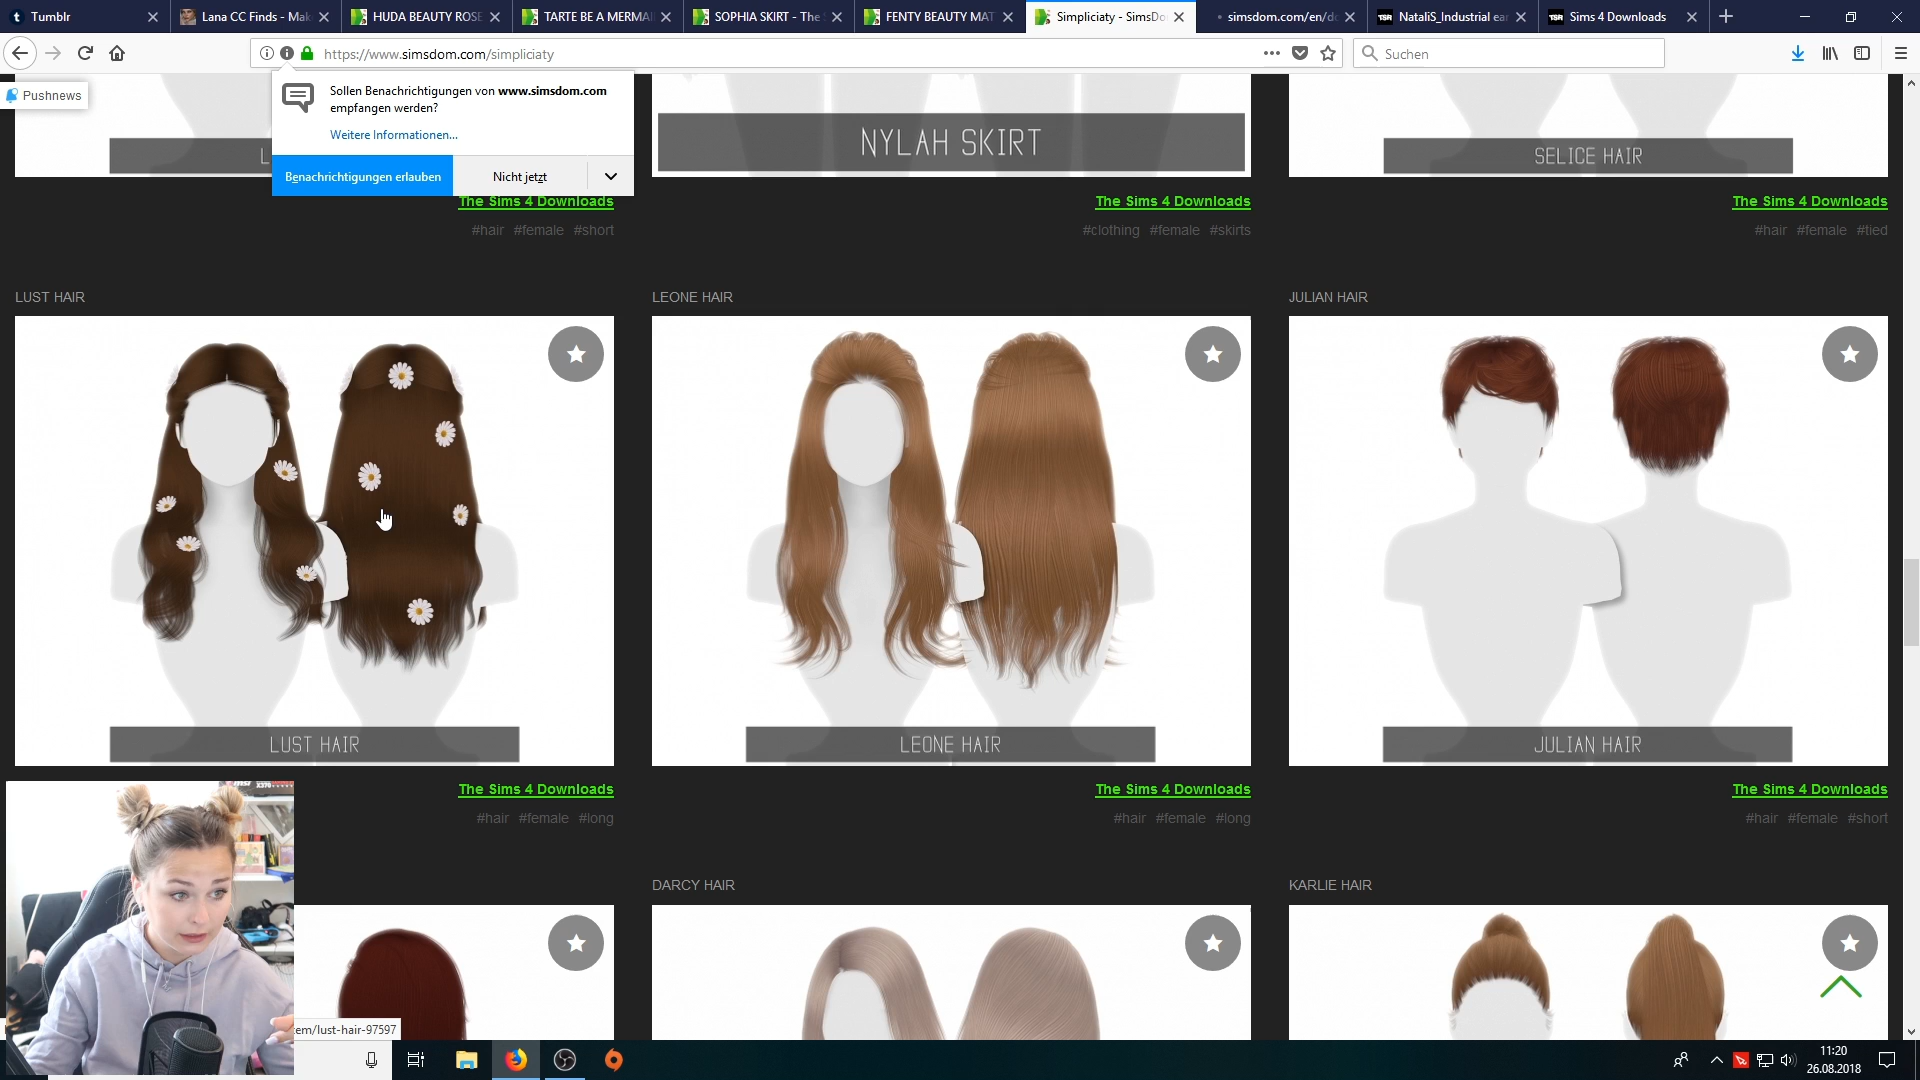 Tumblr
Lana CC Finds - Mak
HUDA BEAUTY ROSE
TARTE BE A MERMAI
SOPHIA SKIRT - The
FENTY BEAUTY MAT
Simpliciaty - SimsDo
simsdom.com/en/do
NataliS_Industrial ear
Sims 4 Downloads
https://www.simsdom.com/simpliciaty
Suchen
Pushnews
Sollen Benachrichtigungen von www.simsdom.com
empfangen werden?
Weitere Informationen...
Benachrichtigungen erlauben
Nicht jetzt
NYLAH SKIRT
SELICE HAIR
The Sims 4 Downloads
The Sims 4 Downloads
The Sims 4 Downloads
#hair #female #short
#clothing #female #skirts
#hair #female #tied
LUST HAIR
LEONE HAIR
JULIAN HAIR
LUST HAIR
LEONE HAIR
JULIAN HAIR
The Sims 4 Downloads
The Sims 4 Downloads
The Sims 4 Downloads
#hair #female #long
#hair #female #long
#hair #female #short
DARCY HAIR
KARLIE HAIR
em/lust-hair-97597
11:20
26.08.2018